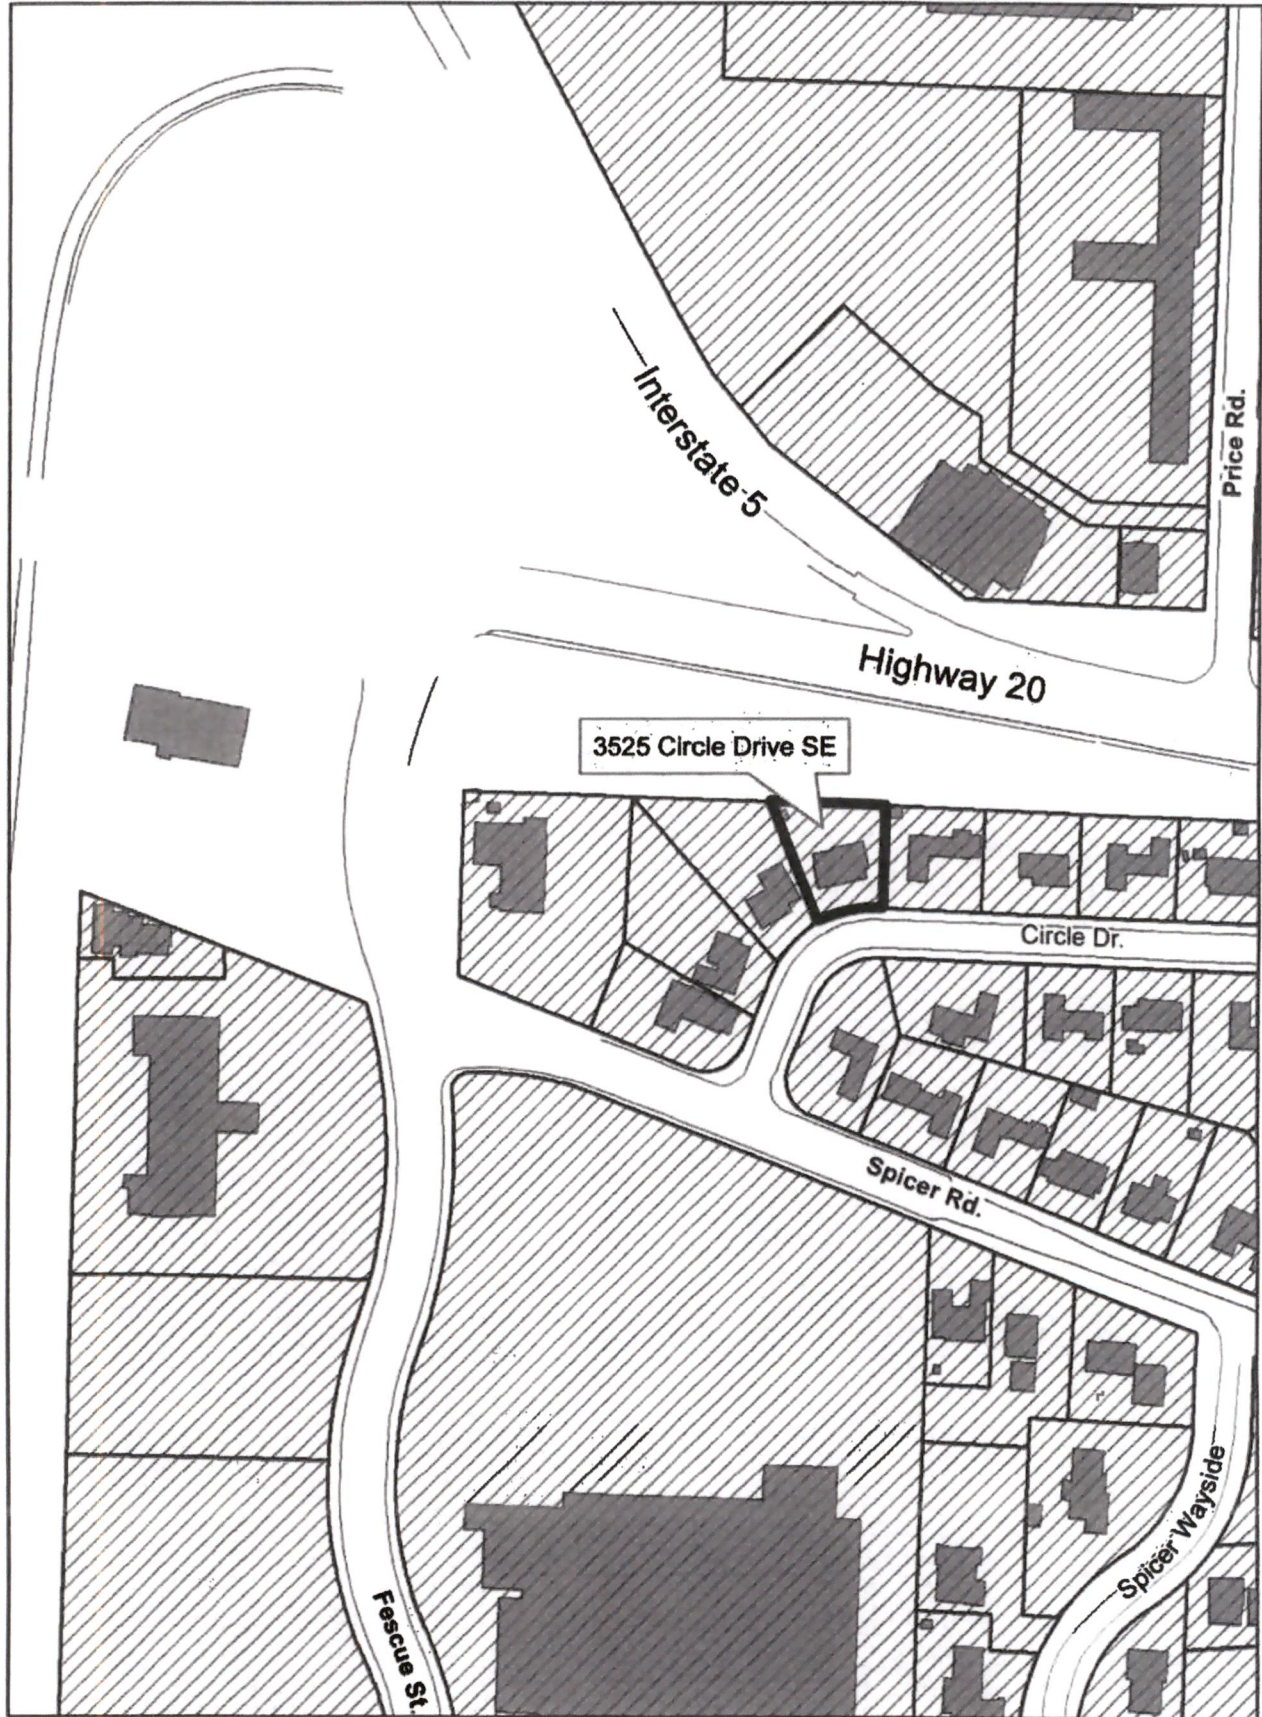 Interstate 5
Price Rd.
Highway 20
3525 Circle Drive SE
Circle Dr.
Spicer Rd.
Spicer Wayside
Fescue St.